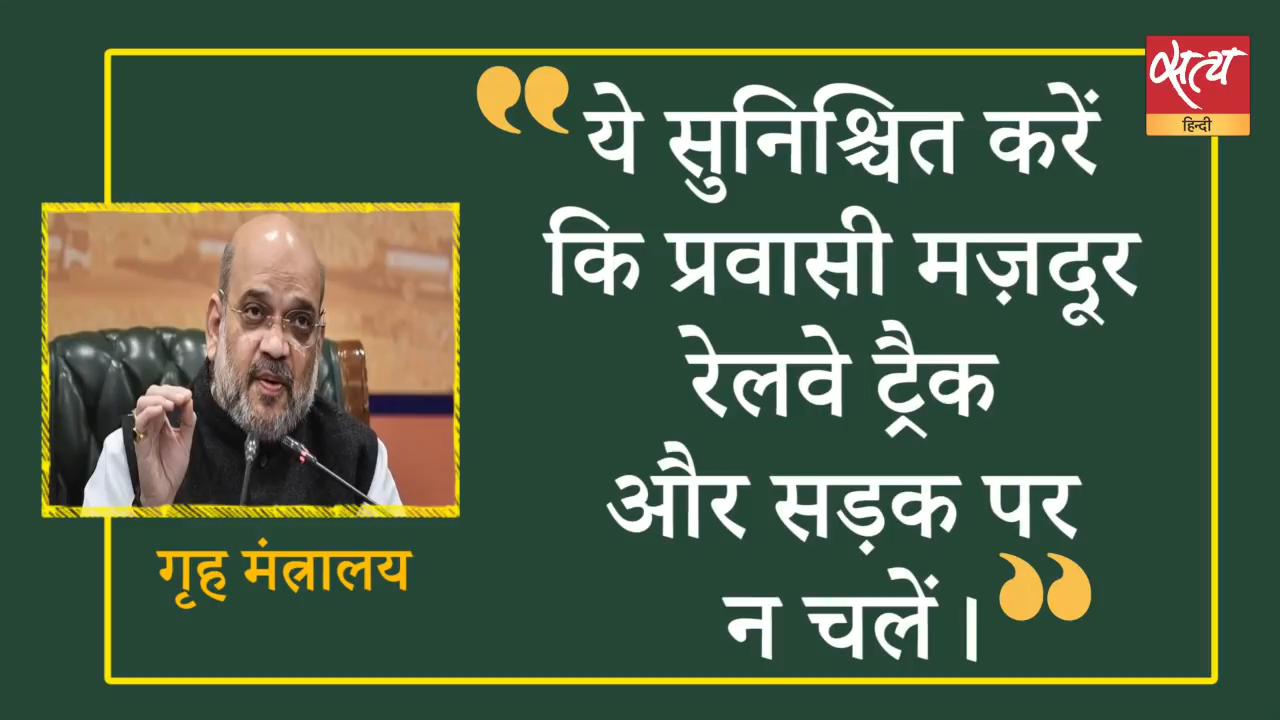 सत्य
हिन्दी
“ये सुनिश्चित करें
कि प्रवासी मज़दूर
रेलवे ट्रैक
और सड़क पर
न चलें।”
गृह मंत्रालय